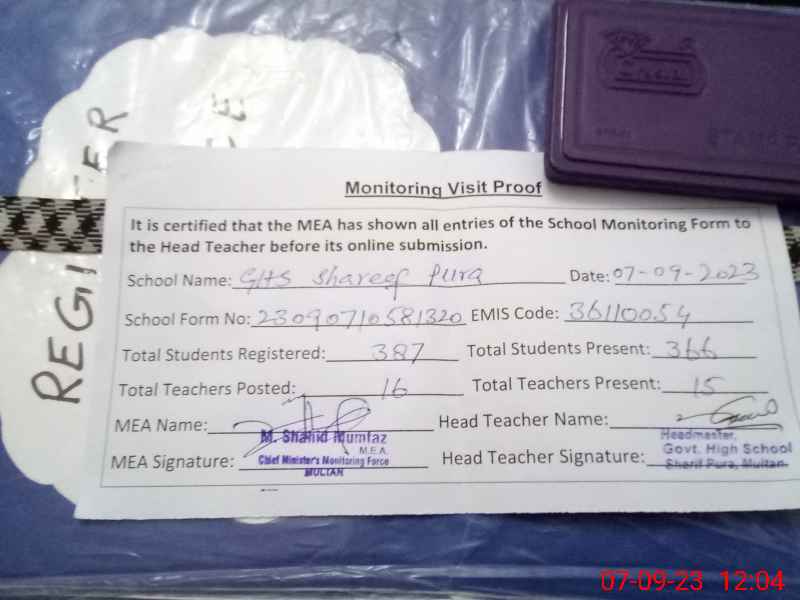 REGISTER
Monitoring Visit Proof
It is certified that the MEA has shown all entries of the School Monitoring Form to
the Head Teacher before its online submission.
School Name: GHS Shareef Pura Date: 07-09-2023
School Form No: 23090710581320 EMIS Code: 36110054
Total Students Registered: 387 Total Students Present: 366
Total Teachers Posted: 16 Total Teachers Present: 15
MEA Name: Head Teacher Name:
M. Shahid Mumtaz
M.E.A.
Chief Minister's Monitoring Force
MULTAN
MEA Signature: Head Teacher Signature:
Headmaster,
Govt. High School
Sharif Pura, Multan.
07-09-23 12:04